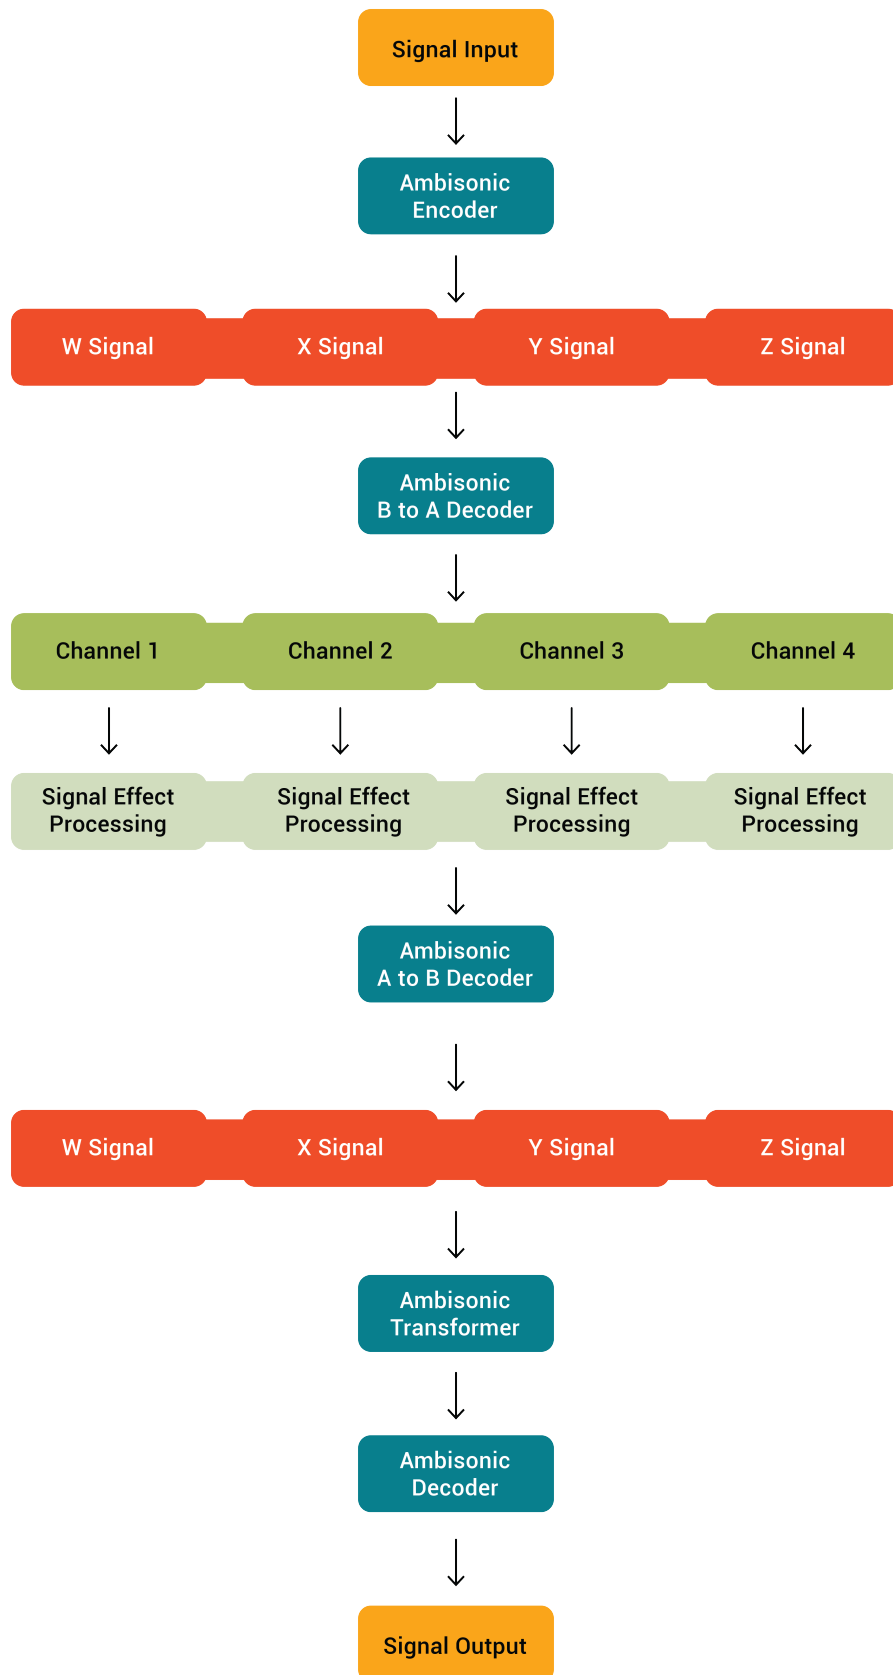 Signal Input
Ambisonic
Encoder
W Signal
X Signal
Y Signal
Z Signal
Ambisonic
B to A Decoder
Channel 1
Channel 2
Channel 3
Channel 4
Signal Effect
Processing
Signal Effect
Processing
Signal Effect
Processing
Signal Effect
Processing
Ambisonic
A to B Decoder
W Signal
X Signal
Y Signal
Z Signal
Ambisonic
Transformer
Ambisonic
Decoder
Signal Output